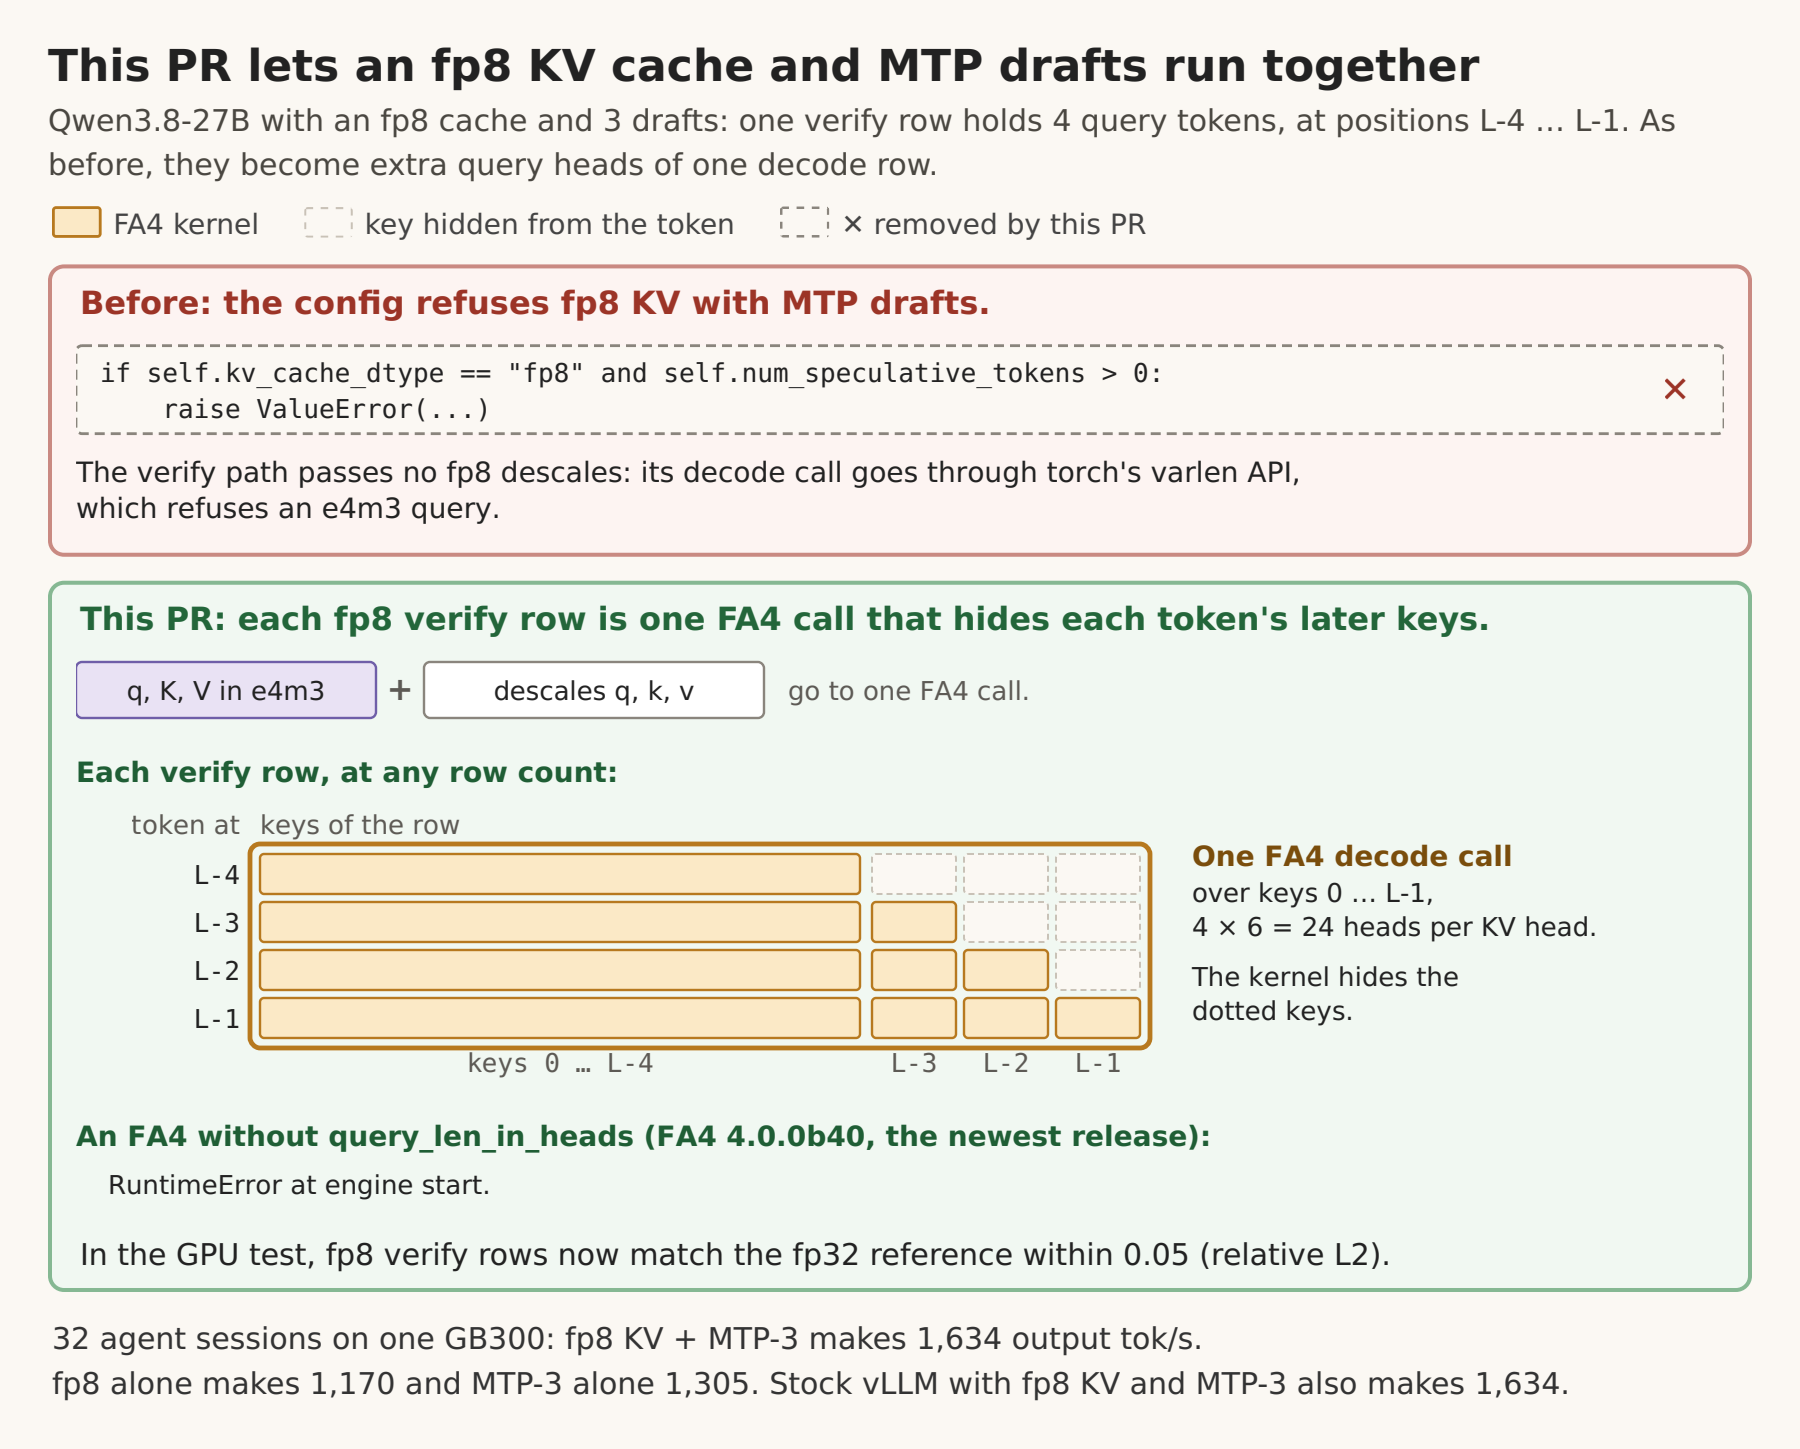 This PR lets an fp8 KV cache and MTP drafts run together
Qwen3.8-27B with an fp8 cache and 3 drafts: one verify row holds 4 query tokens, at positions L-4 … L-1. As
before, they become extra query heads of one decode row.
FA4 kernel
key hidden from the token
✕ removed by this PR
Before: the config refuses fp8 KV with MTP drafts.
if self.kv_cache_dtype == "fp8" and self.num_speculative_tokens > 0:
    raise ValueError(...)
✕
The verify path passes no fp8 descales: its decode call goes through torch's varlen API,
which refuses an e4m3 query.
This PR: each fp8 verify row is one FA4 call that hides each token's later keys.
q, K, V in e4m3 + descales q, k, v go to one FA4 call.
Each verify row, at any row count:
token at keys of the row
L-4
L-3
L-2
L-1
keys 0 … L-4 L-3 L-2 L-1
One FA4 decode call
over keys 0 … L-1,
4 × 6 = 24 heads per KV head.
The kernel hides the
dotted keys.
An FA4 without query_len_in_heads (FA4 4.0.0b40, the newest release):
RuntimeError at engine start.
In the GPU test, fp8 verify rows now match the fp32 reference within 0.05 (relative L2).
32 agent sessions on one GB300: fp8 KV + MTP-3 makes 1,634 output tok/s.
fp8 alone makes 1,170 and MTP-3 alone 1,305. Stock vLLM with fp8 KV and MTP-3 also makes 1,634.